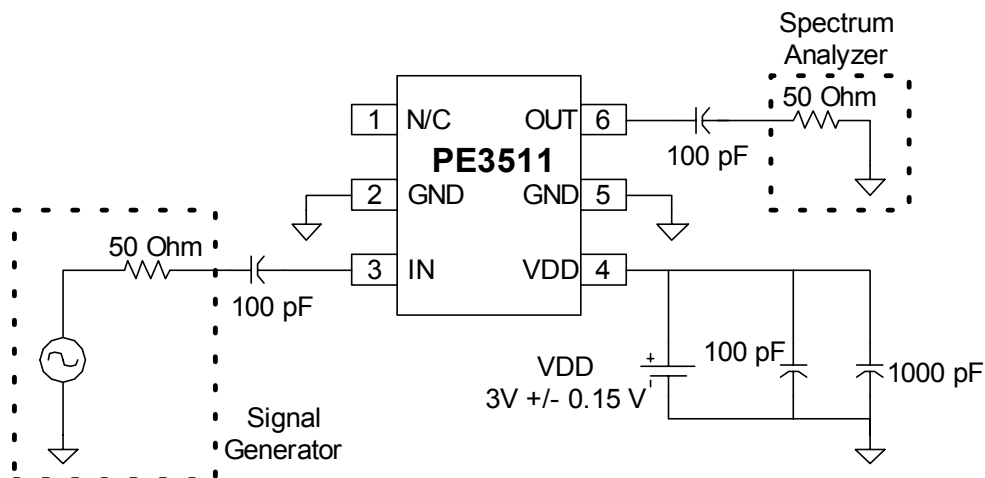 Spectrum
Analyzer
50 Ohm
1 N/C OUT 6
PE3511
100 pF
2 GND GND 5
50 Ohm
3 IN VDD 4
100 pF
VDD
3V +/- 0.15 V
+
-
100 pF
1000 pF
Signal
Generator